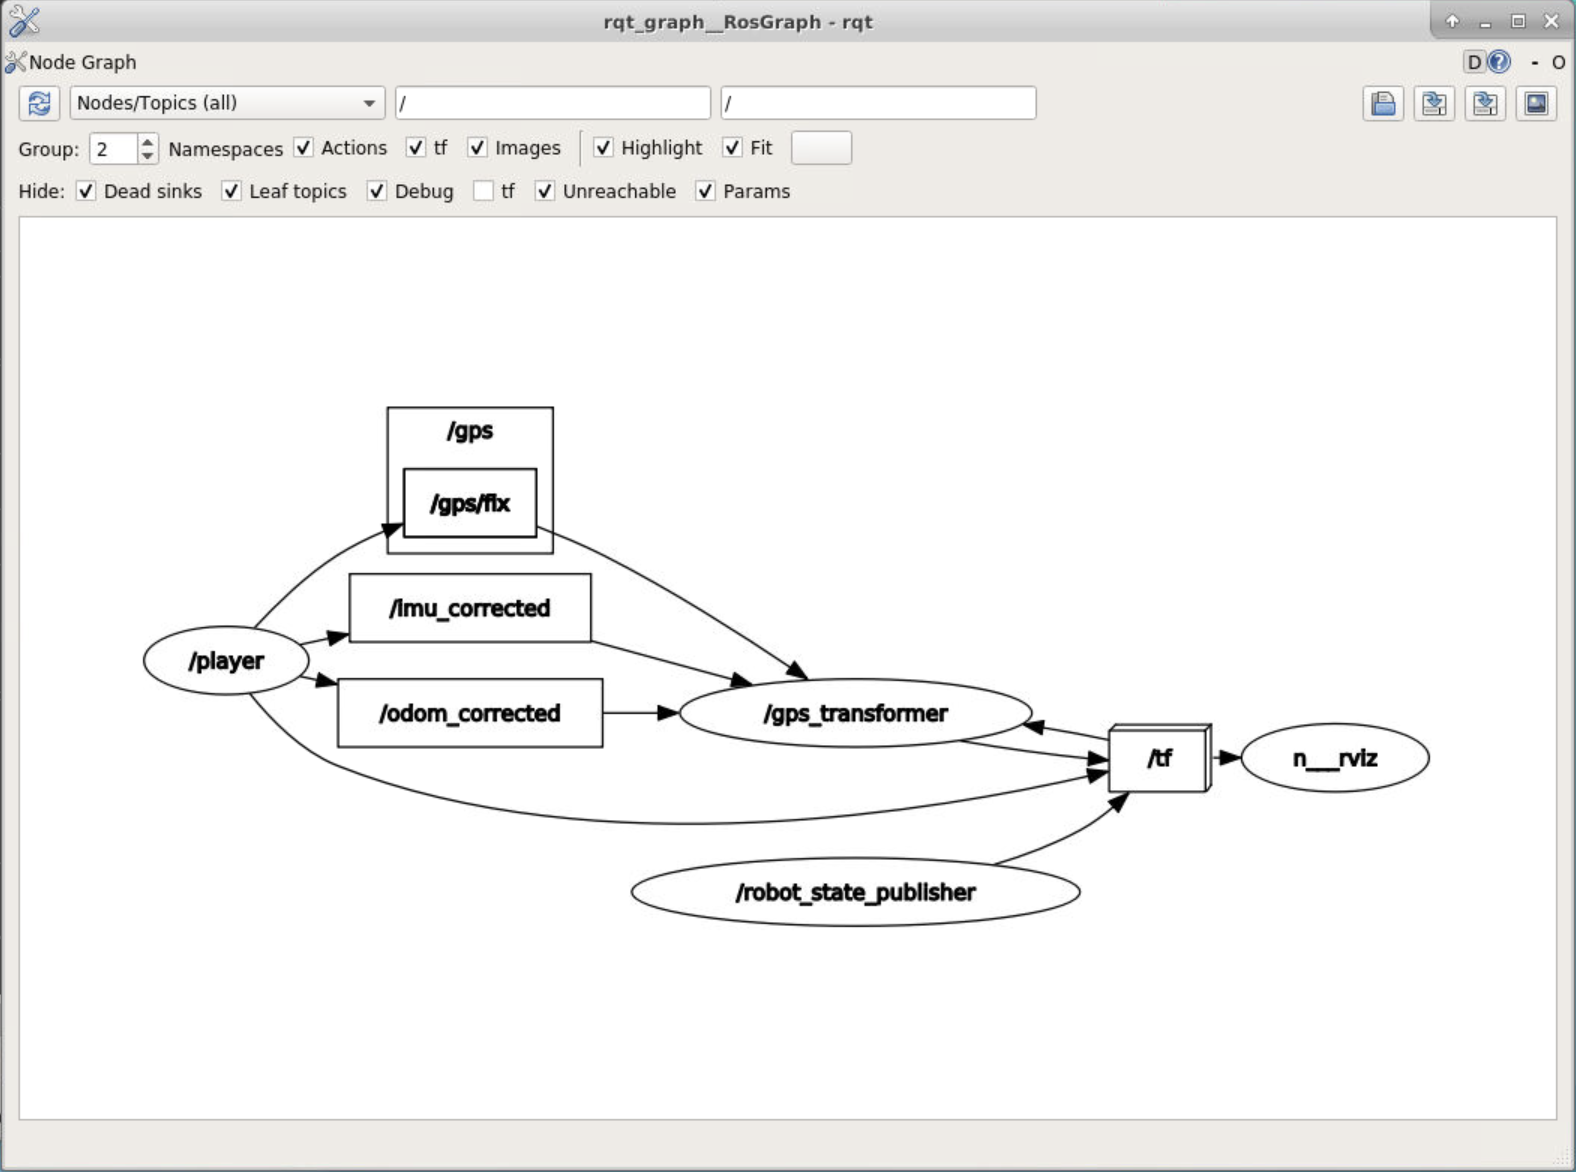 rqt_graph__RosGraph - rqt
Node Graph
D
- O
Nodes/Topics (all)
/
/
Group: 2 Namespaces Actions tf Images Highlight Fit
Hide: Dead sinks Leaf topics Debug tf Unreachable Params
/gps
/gps/fix
/imu_corrected
/player
/odom_corrected
/gps_transformer
/tf
n___rviz
/robot_state_publisher